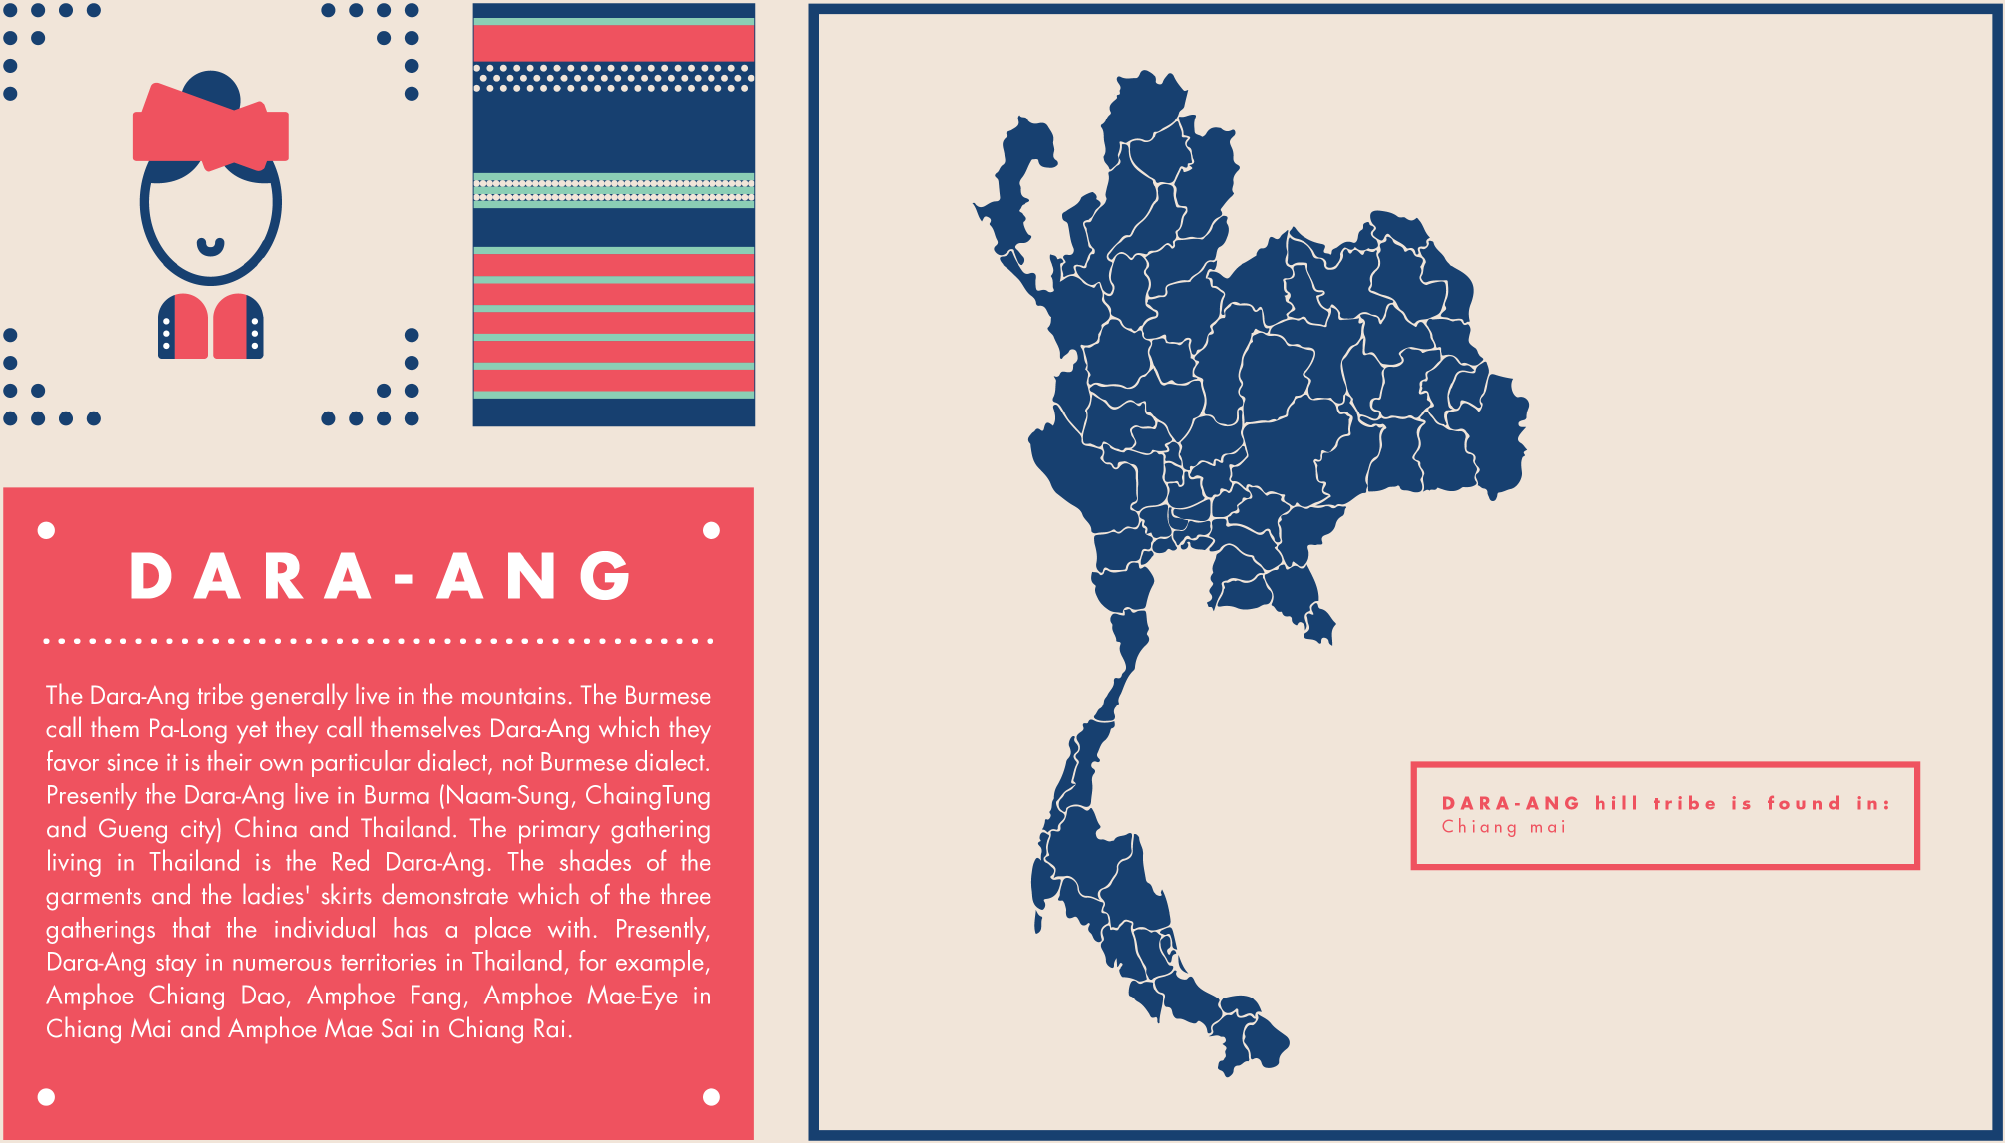 DARA-ANG
The Dara-Ang tribe generally live in the mountains. The Burmese
call them Pa-Long yet they call themselves Dara-Ang which they
favor since it is their own particular dialect, not Burmese dialect.
Presently the Dara-Ang live in Burma (Naam-Sung, ChaingTung
and Gueng city) China and Thailand. The primary gathering
living in Thailand is the Red Dara-Ang. The shades of the
garments and the ladies' skirts demonstrate which of the three
gatherings that the individual has a place with. Presently,
Dara-Ang stay in numerous territories in Thailand, for example,
Amphoe Chiang Dao, Amphoe Fang, Amphoe Mae-Eye in
Chiang Mai and Amphoe Mae Sai in Chiang Rai.
DARA-ANG hill tribe is found in:
Chiang mai